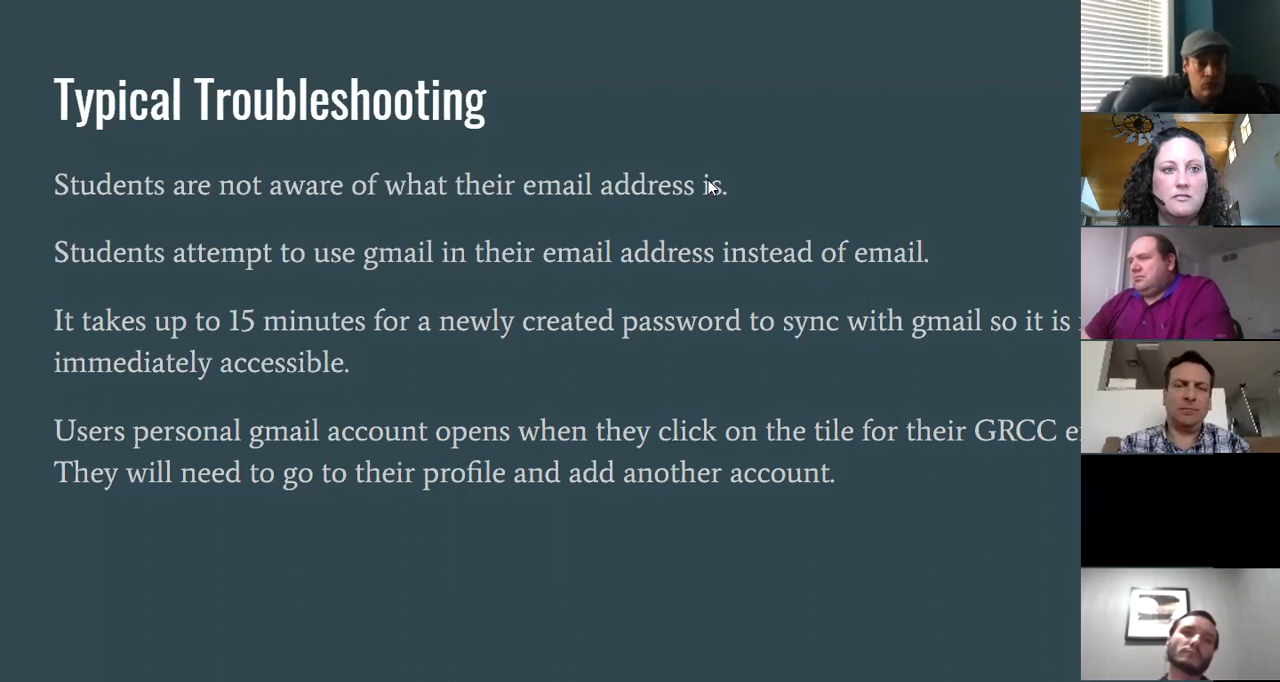 Typical Troubleshooting
Students are not aware of what their email address is.
Students attempt to use gmail in their email address instead of email.
It takes up to 15 minutes for a newly created password to sync with gmail so it is
immediately accessible.
Users personal gmail account opens when they click on the tile for their GRCC
They will need to go to their profile and add another account.